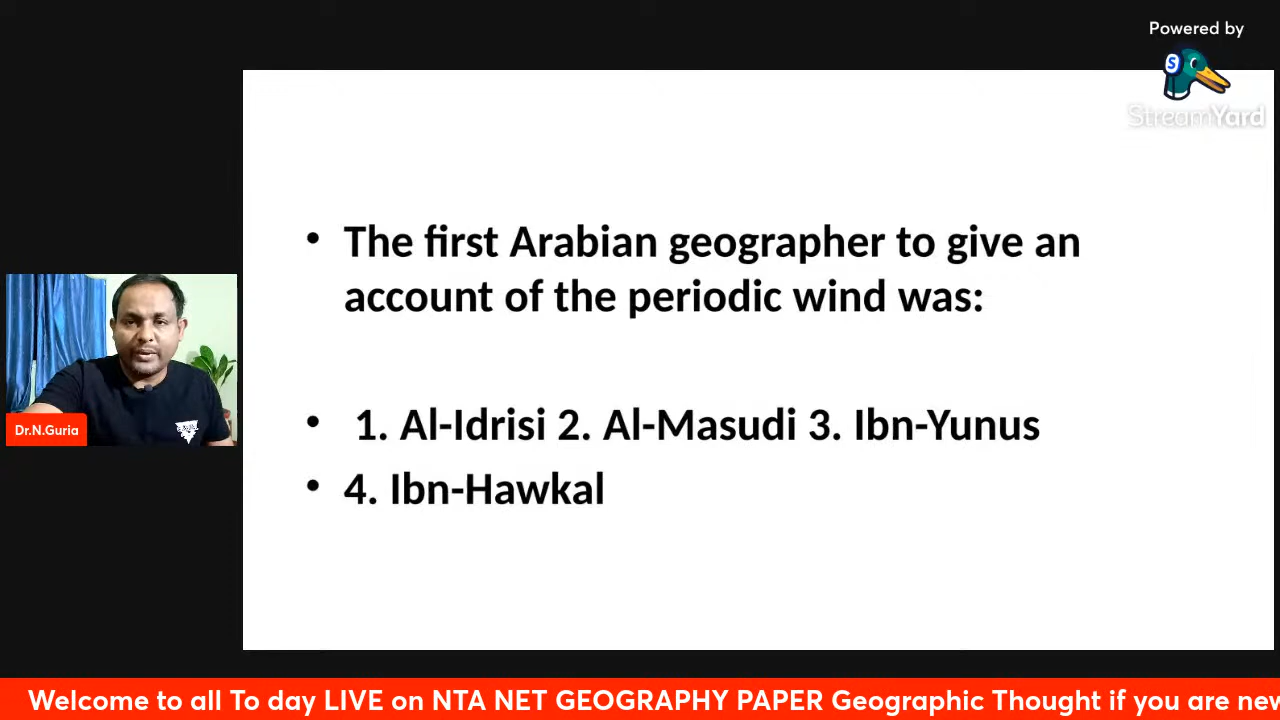 Powered by
StreamYard
• The first Arabian geographer to give an
account of the periodic wind was:
• 1. Al-Idrisi 2. Al-Masudi 3. Ibn-Yunus
• 4. Ibn-Hawkal
Dr.N.Guria
Welcome to all To day LIVE on NTA NET GEOGRAPHY PAPER Geographic Thought if you are new